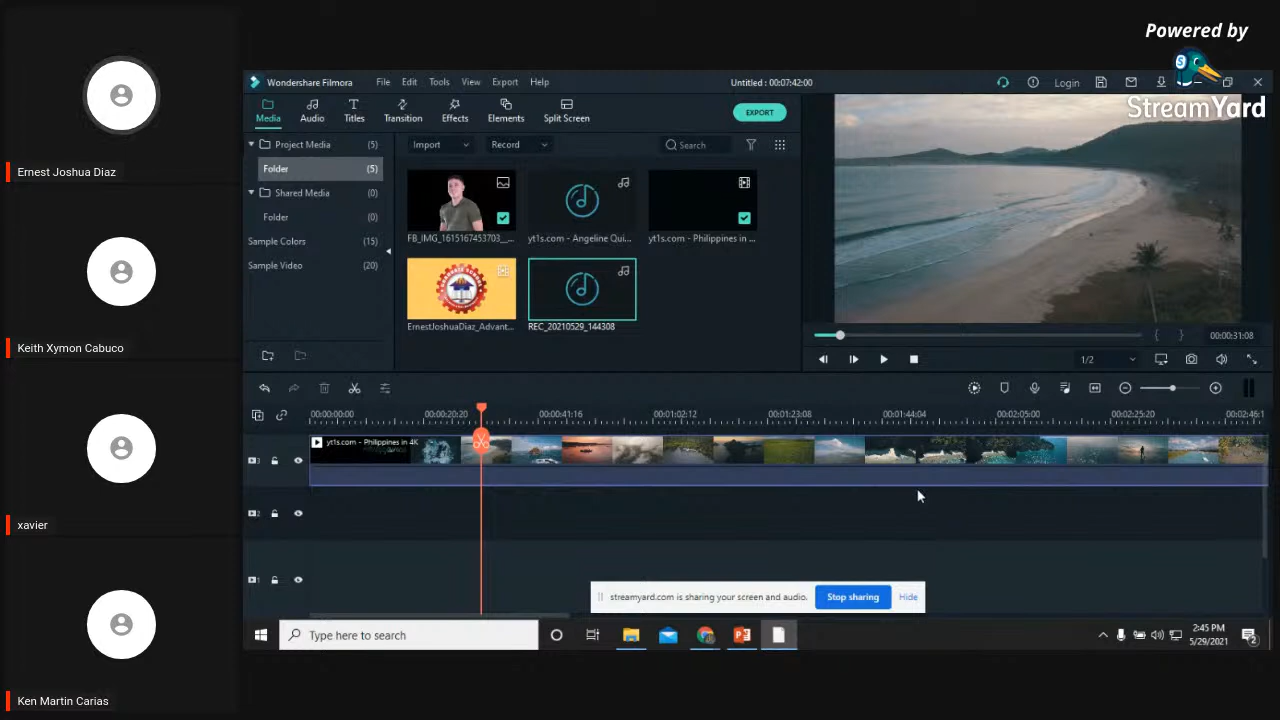 Powered by
StreamYard
Ernest Joshua Diaz
Keith Xymon Cabuco
xavier
Ken Martin Carias
Wondershare Filmora
File Edit Tools View Export Help
Untitled : 00:07:42:00
Login
Media Audio Titles Transition Effects Elements Split Screen
EXPORT
Project Media (5)
Folder (5)
Shared Media (0)
Folder (0)
Sample Colors (15)
Sample Video (20)
Import Record Search
FB_IMG_1615167453703_... yt1s.com - Angeline Qui... yt1s.com - Philippines in ...
ErnestJoshuaDiaz_Advant... REC_20210529_144308
00:00:31:08
1/2
00:00:00:00 00:00:20:20 00:00:41:16 00:01:02:12 00:01:23:08 00:01:44:04 00:02:05:00 00:02:25:20 00:02:46:1
yt1s.com - Philippines in 4K
3
2
1
streamyard.com is sharing your screen and audio. Stop sharing Hide
Type here to search
2:45 PM
5/29/2021
2